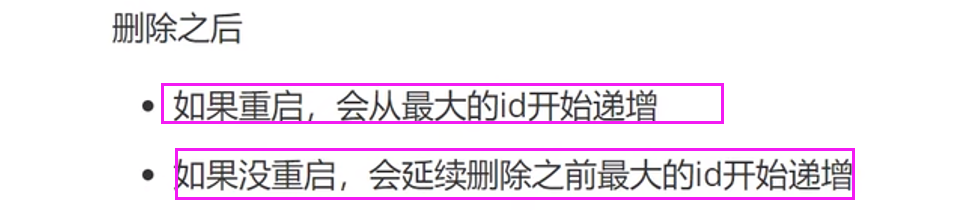 删除之后
如果重启，会从最大的id开始递增
如果没重启，会延续删除之前最大的id开始递增